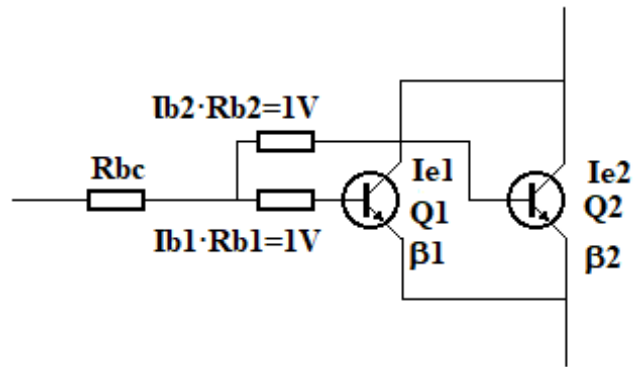 Ib2·Rb2=1V
Rbc
Ie1
Ie2
Q1
Q2
Ib1·Rb1=1V
β1
β2